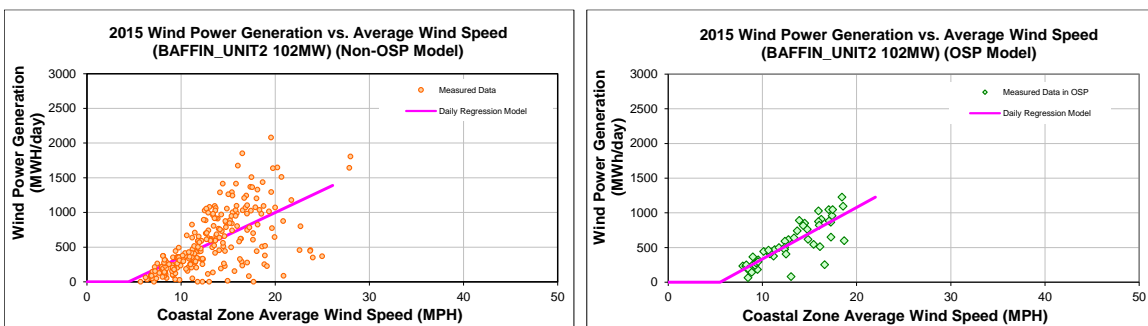 2015 Wind Power Generation vs. Average Wind Speed
(BAFFIN_UNIT2 102MW) (Non-OSP Model)
Wind Power Generation
(MWH/day)
3000
2500
2000
1500
1000
500
0
Measured Data
Daily Regression Model
0 10 20 30 40 50
Coastal Zone Average Wind Speed (MPH)
2015 Wind Power Generation vs. Average Wind Speed
(BAFFIN_UNIT2 102MW) (OSP Model)
Wind Power Generation
(MWh/day)
3000
2500
2000
1500
1000
500
0
Measured Data in OSP
Daily Regression Model
0 10 20 30 40 50
Coastal Zone Average Wind Speed (MPH)